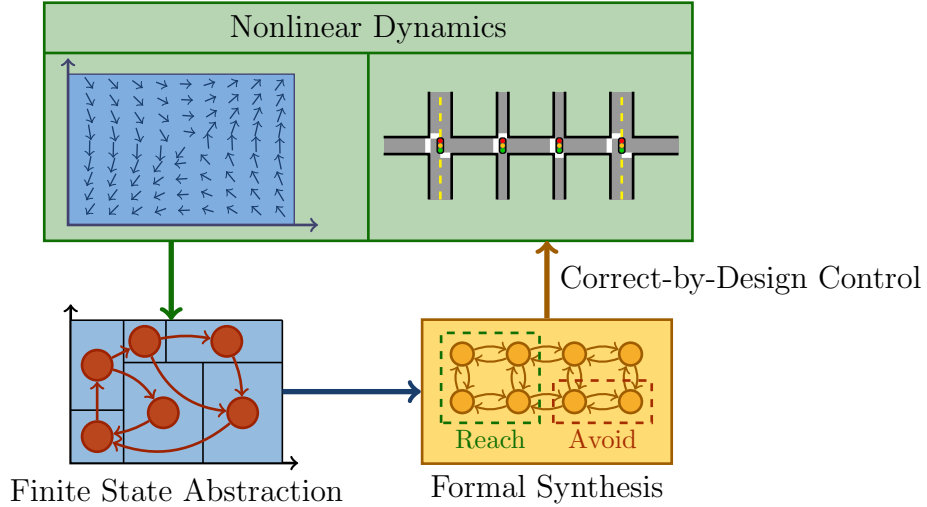 Nonlinear Dynamics
Correct-by-Design Control
Reach
Avoid
Finite State Abstraction
Formal Synthesis